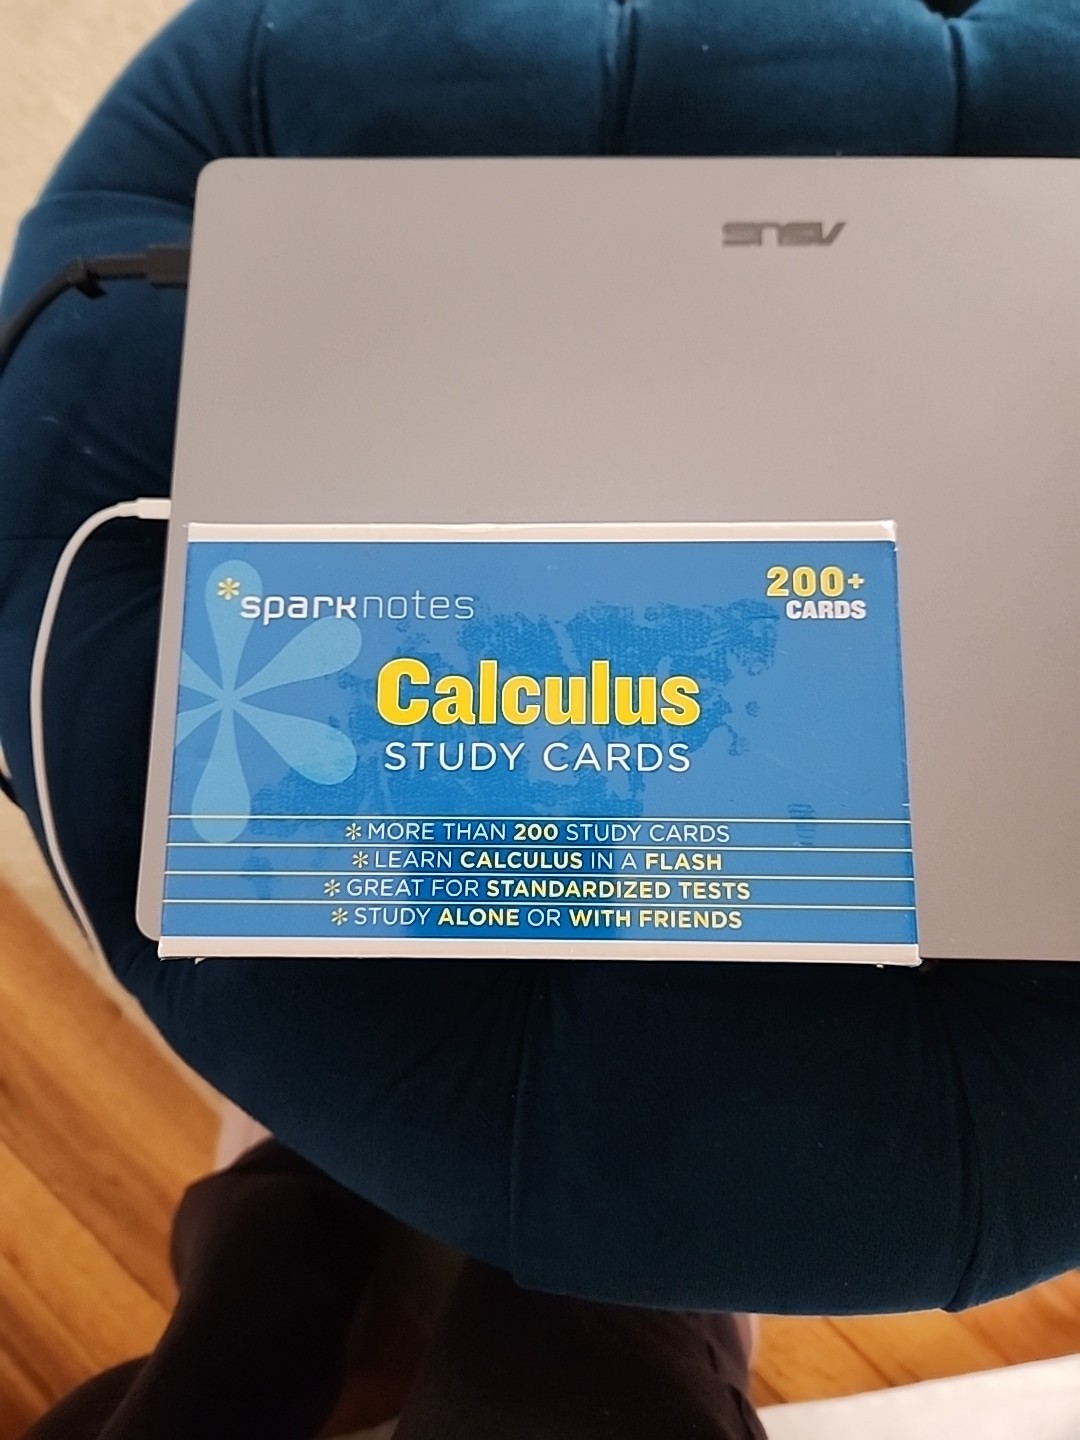 ASUS
*sparknotes
200+
CARDS
Calculus
STUDY CARDS
* MORE THAN 200 STUDY CARDS
* LEARN CALCULUS IN A FLASH
* GREAT FOR STANDARDIZED TESTS
* STUDY ALONE OR WITH FRIENDS